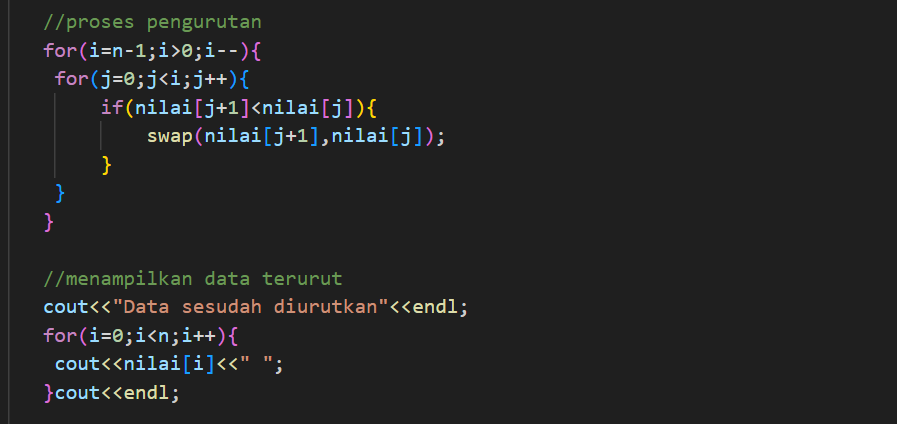 //proses pengurutan
for(i=n-1;i>0;i--){
for(j=0;j<i;j++){
if(nilai[j+1]<nilai[j]){
swap(nilai[j+1],nilai[j]);
}
}
}
//menampilkan data terurut
cout<<"Data sesudah diurutkan"<<endl;
for(i=0;i<n;i++){
cout<<nilai[i]<<" ";
}cout<<endl;